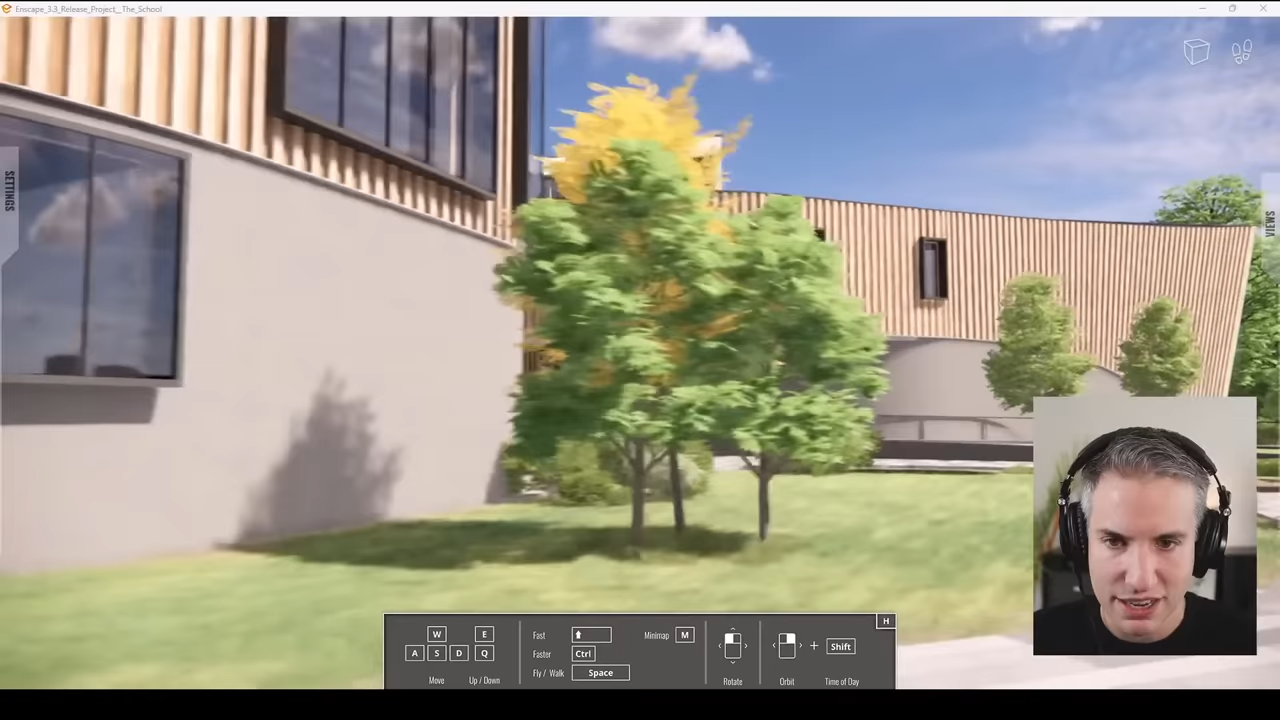 Enscape_3.3_Release_Project__The_School
SETTINGS
VIEWS
H
W E
A S D Q
Move Up / Down
Fast
Faster Ctrl
Fly / Walk Space
Minimap M
Rotate
Orbit
+ Shift
Time of Day